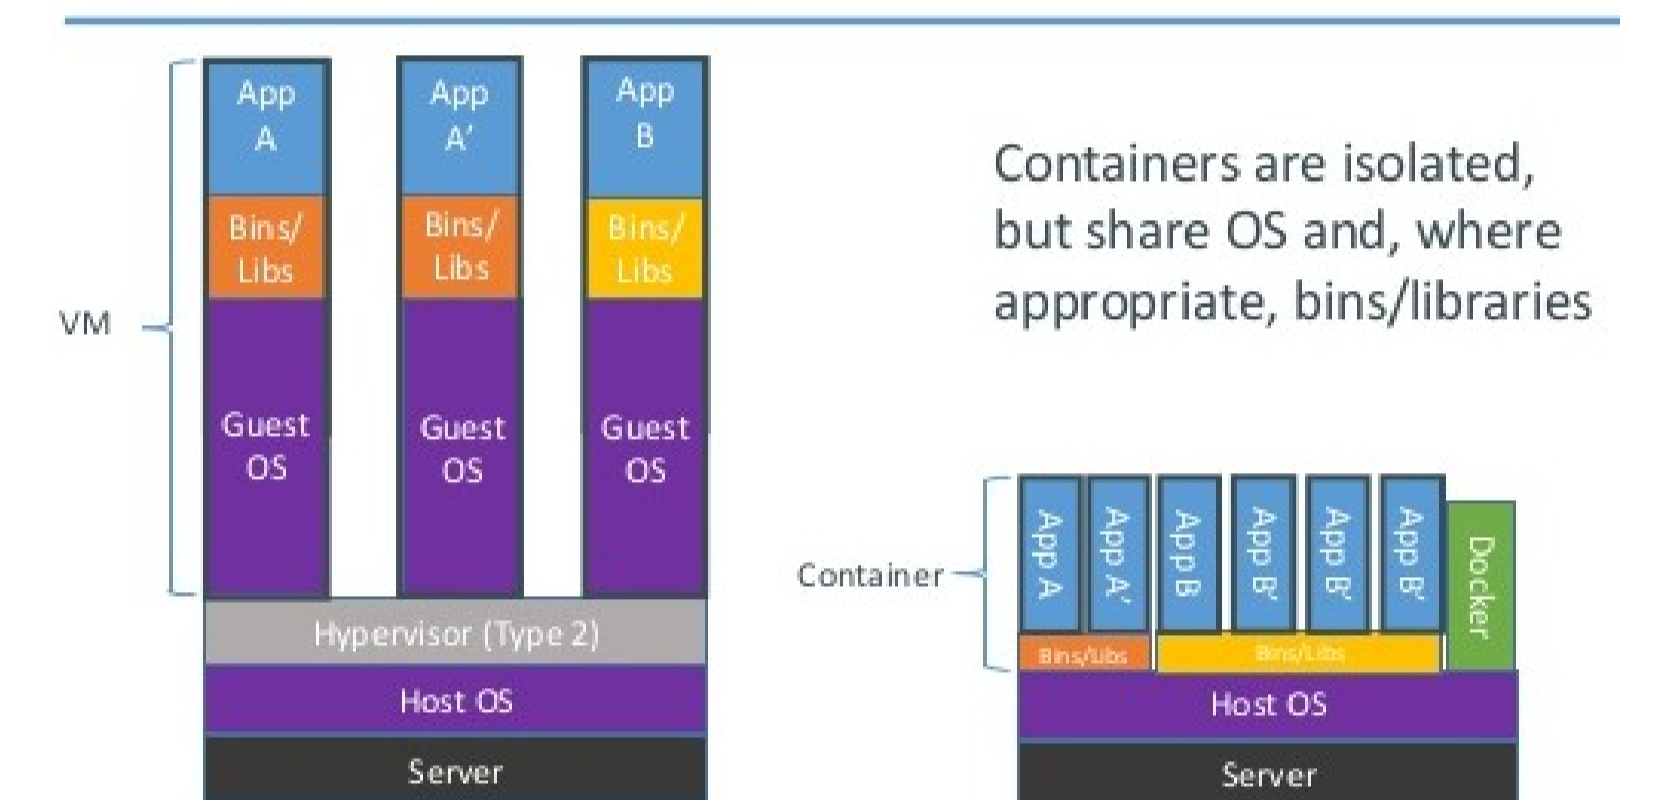 App
A
App
A’
App
B
Bins/
Libs
Bins/
Libs
Bins/
Libs
VM
Guest
OS
Guest
OS
Guest
OS
Hypervisor (Type 2)
Host OS
Server
Containers are isolated,
but share OS and, where
appropriate, bins/libraries
Container
App A
App A’
App B
App B’
App B’
App B’
Docker
Bins/Libs
Bins/Libs
Host OS
Server